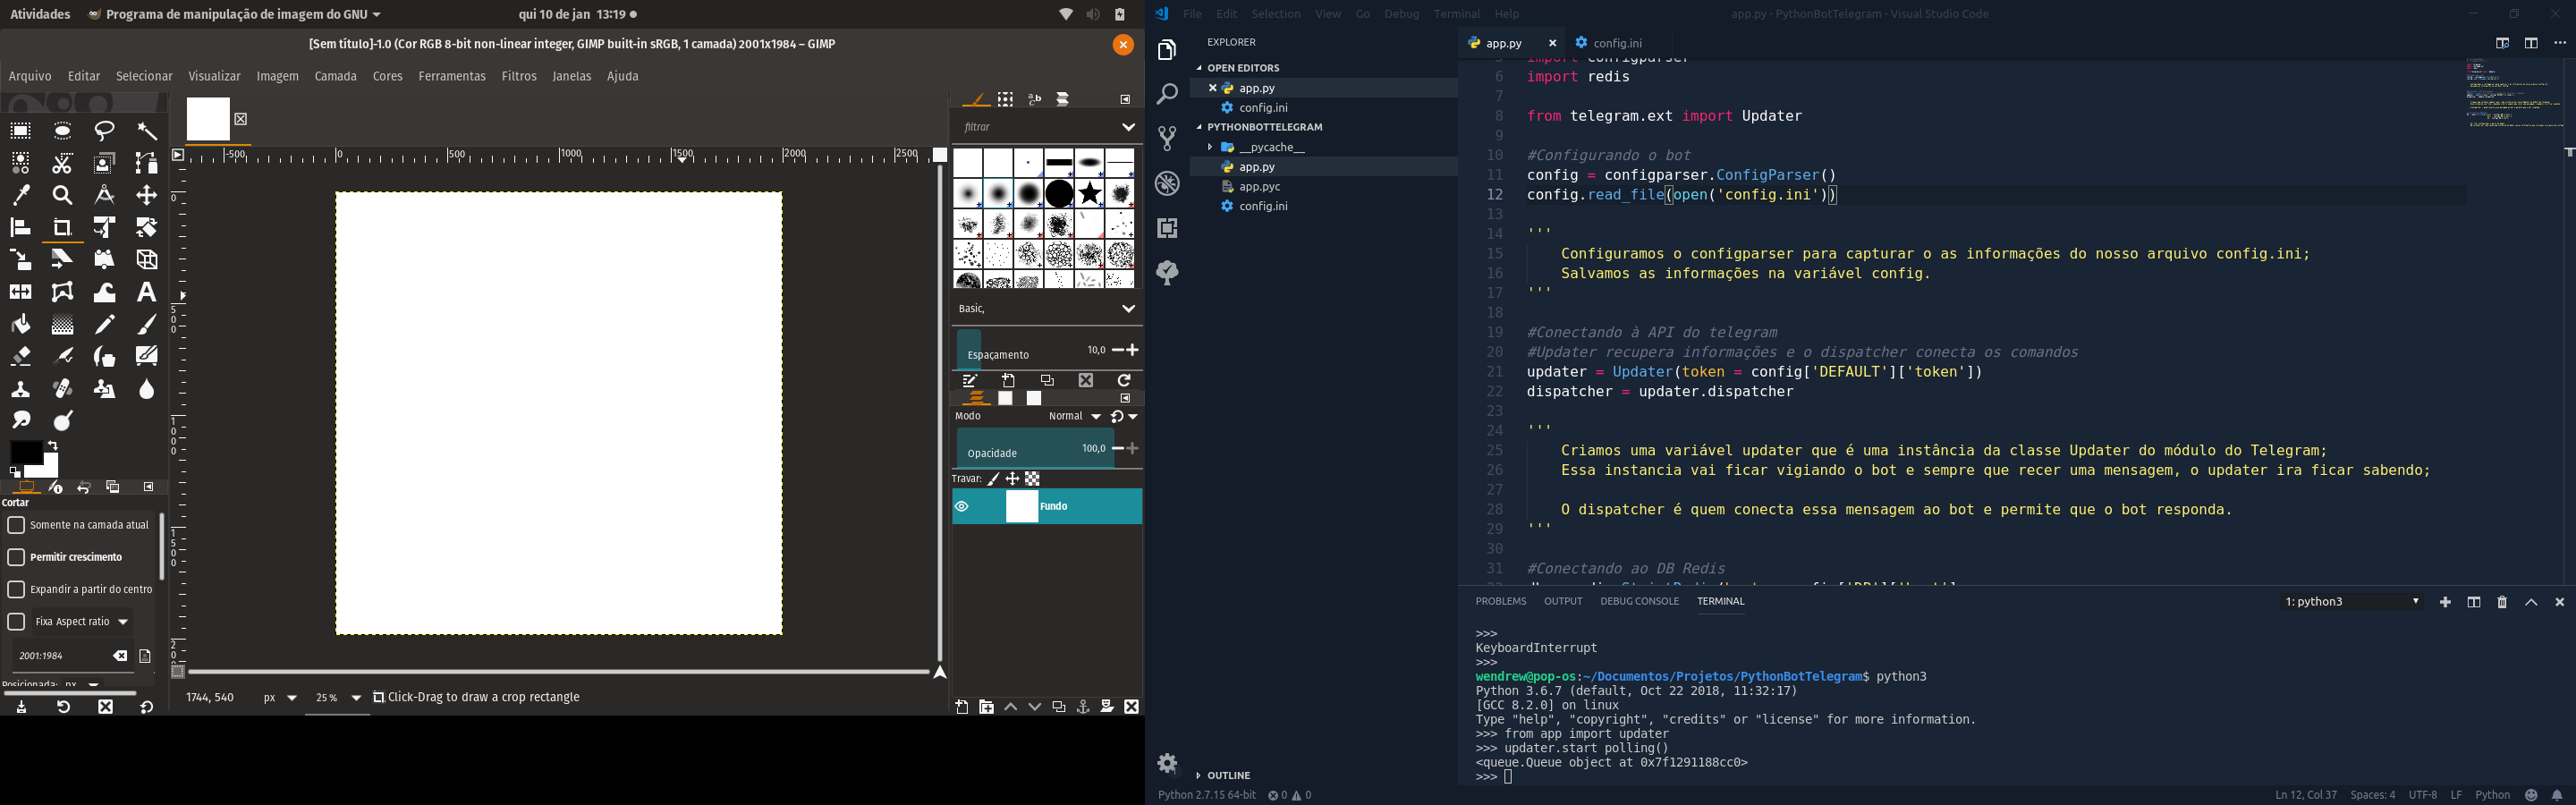 Atividades
Programa de manipulação de imagem do GNU
qui 10 de jan 13:19
[Sem título]-1.0 (Cor RGB 8-bit non-linear integer, GIMP built-in sRGB, 1 camada) 2001x1984 – GIMP
Arquivo Editar Selecionar Visualizar Imagem Camada Cores Ferramentas Filtros Janelas Ajuda
-500 0 500 1000 1500 2000 2500
0
500
1000
1500
Cortar
Somente na camada atual
Permitir crescimento
Expandir a partir do centro
Fixa Aspect ratio
2001:1984
Posicionada: px
1744, 540 px 25 % Click-Drag to draw a crop rectangle
filtrar
Basic,
Espaçamento 10,0
Modo Normal
Opacidade 100,0
Travar:
Fundo
File Edit Selection View Go Debug Terminal Help
app.py - PythonBotTelegram - Visual Studio Code
EXPLORER
OPEN EDITORS
app.py
config.ini
PYTHONBOTTELEGRAM
__pycache__
app.py
app.pyc
config.ini
OUTLINE
app.py config.ini
5 import configparser
6 import redis
7
8 from telegram.ext import Updater
9
10 #Configurando o bot
11 config = configparser.ConfigParser()
12 config.read_file(open('config.ini'))
13
14 '''
15 Configuramos o configparser para capturar o as informações do nosso arquivo config.ini;
16 Salvamos as informações na variável config.
17 '''
18
19 #Conectando à API do telegram
20 #Updater recupera informações e o dispatcher conecta os comandos
21 updater = Updater(token = config['DEFAULT']['token'])
22 dispatcher = updater.dispatcher
23
24 '''
25 Criamos uma variável updater que é uma instância da classe Updater do módulo do Telegram;
26 Essa instancia vai ficar vigiando o bot e sempre que recer uma mensagem, o updater ira ficar sabendo;
27
28 O dispatcher é quem conecta essa mensagem ao bot e permite que o bot responda.
29 '''
30
31 #Conectando ao DB Redis
PROBLEMS OUTPUT DEBUG CONSOLE TERMINAL
1: python3
>>>
KeyboardInterrupt
>>>
wendrew@pop-os:~/Documentos/Projetos/PythonBotTelegram$ python3
Python 3.6.7 (default, Oct 22 2018, 11:32:17)
[GCC 8.2.0] on linux
Type "help", "copyright", "credits" or "license" for more information.
>>> from app import updater
>>> updater.start polling()
<queue.Queue object at 0x7f1291188cc0>
>>>
Python 2.7.15 64-bit 0 0
Ln 12, Col 37 Spaces: 4 UTF-8 LF Python